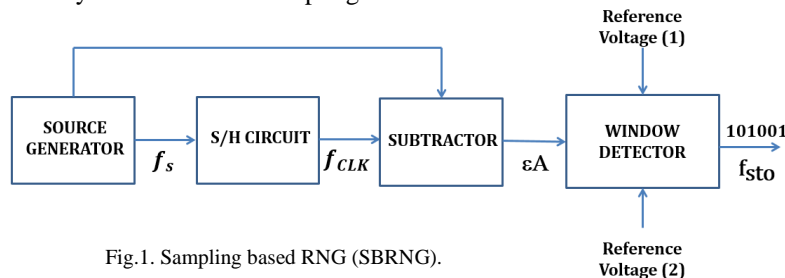 Reference
Voltage (1)
SOURCE
GENERATOR
fs
S/H CIRCUIT
fCLK
SUBTRACTOR
εA
WINDOW
DETECTOR
101001
fsto
Fig.1. Sampling based RNG (SBRNG).
Reference
Voltage (2)